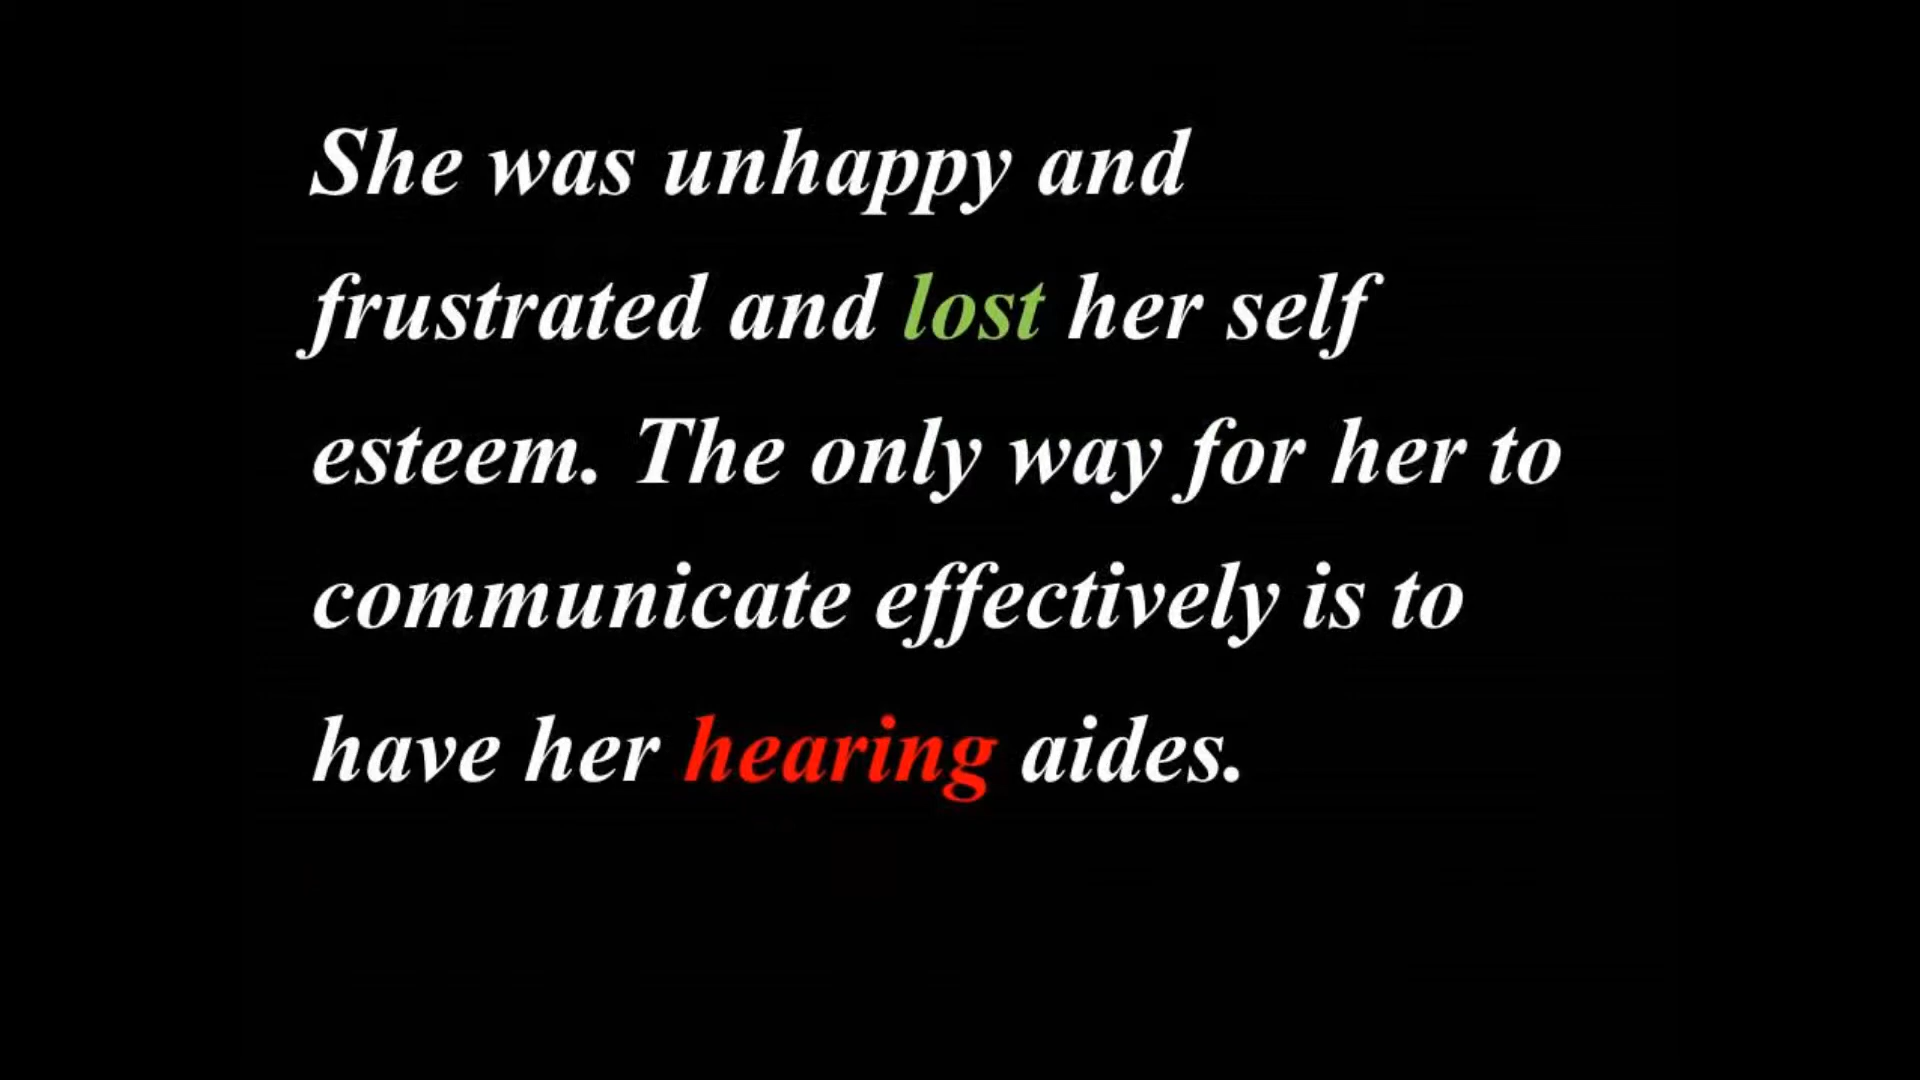 She was unhappy and
frustrated and lost her self
esteem. The only way for her to
communicate effectively is to
have her hearing aides.